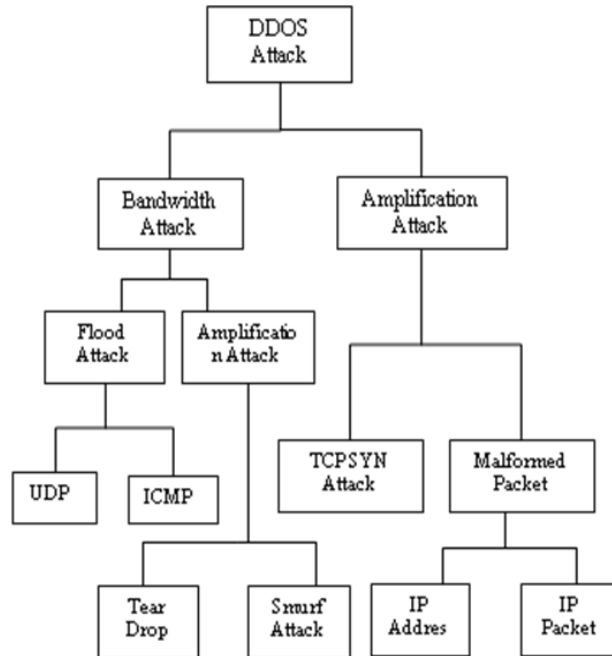 DDOS
Attack
Bandwidth
Attack
Amplification
Attack
Flood
Attack
Amplificatio
n Attack
UDP
ICMP
TCPSYN
Attack
Malformed
Packet
Tear
Drop
Smurf
Attack
IP
Addres
IP
Packet